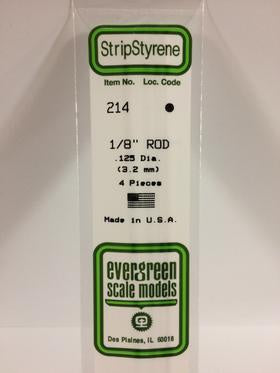 StripStyrene
Item No. Loc. Code
214 ●
1/8" ROD
.125 Dia.
(3.2 mm)
4 Pieces
Made in U.S.A.
evergreen
scale models
Des Plaines, IL 60018